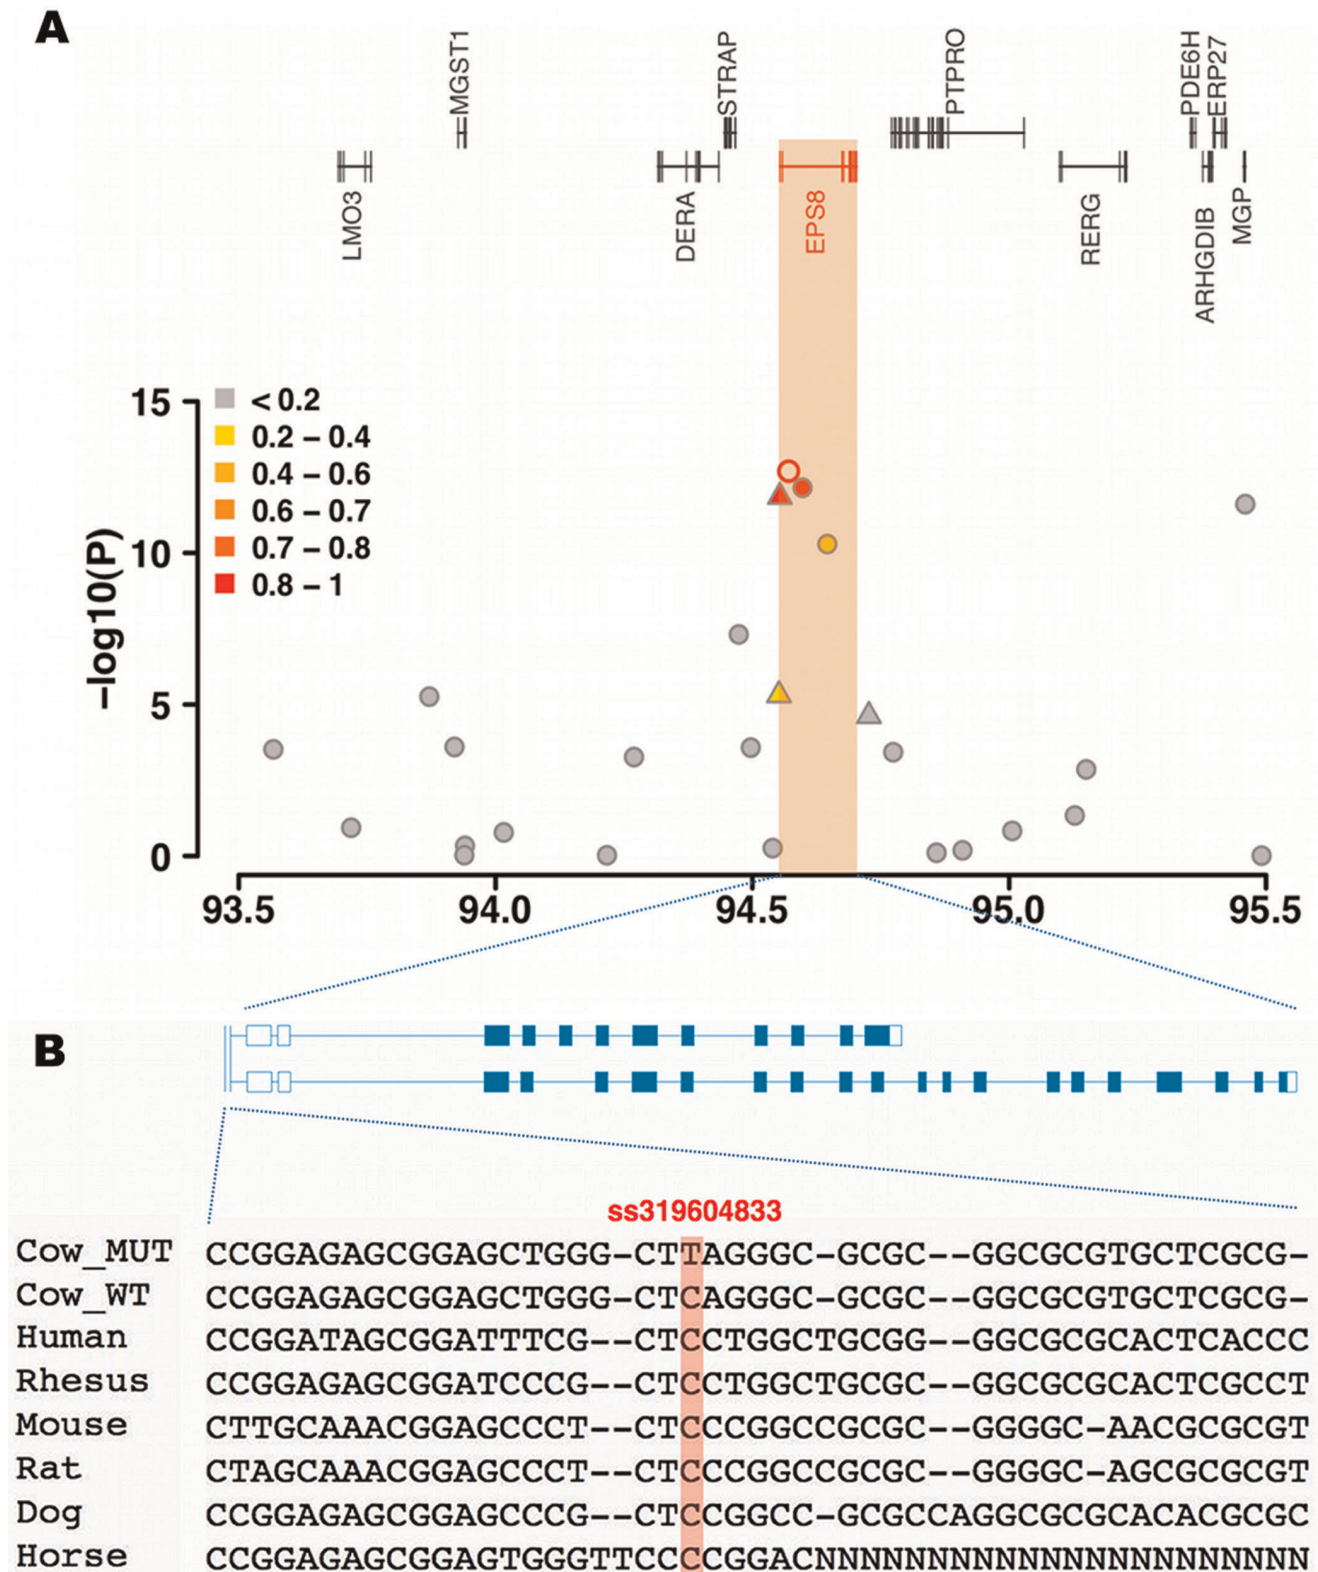 A
MGST1
STRAP
PTPRO
PDE6H
ERP27
LMO3
DERA
EPS8
RERG
ARHGDIB
MGP
−log10(P)
15
10
5
0
< 0.2
0.2 – 0.4
0.4 – 0.6
0.6 – 0.7
0.7 – 0.8
0.8 – 1
93.5 94.0 94.5 95.0 95.5
B
ss319604833
Cow_MUT CCGGAGAGCGGAGCTGGG-CTTAGGGC-GCGC--GGCGCGTGCTCGCG-
Cow_WT CCGGAGAGCGGAGCTGGG-CTCAGGGC-GCGC--GGCGCGTGCTCGCG-
Human CCGGATAGCGGATTTCG--CTCCTGGCTGCGG--GGCGCGCACTCACCC
Rhesus CCGGAGAGCGGATCCCG--CTCCTGGCTGCGC--GGCGCGCACTCGCCT
Mouse CTTGCAAACGGAGCCCT--CTCCCGGCCGCGC--GGGGC-AACGCGCGT
Rat CTAGCAAACGGAGCCCT--CTCCCGGCCGCGC--GGGGC-AGCGCGCGT
Dog CCGGAGAGCGGAGCCCG--CTCCGGCC-GCGCCAGGCGCGCACACGCGC
Horse CCGGAGAGCGGAGTGGGTTCCCCGGACNNNNNNNNNNNNNNNNNNNNNN